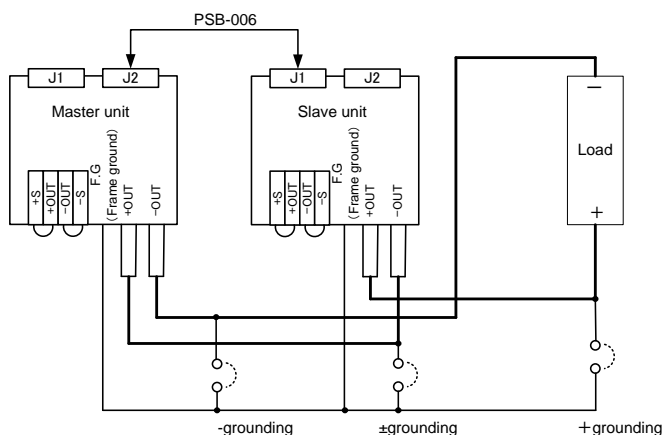 PSB-006
J1
J2
J1
J2
Master unit
Slave unit
Load
−
+
+S
+OUT
−OUT
−S
F.G
(Frame ground)
+OUT
−OUT
+S
+OUT
−OUT
−S
F.G
(Frame ground)
+OUT
−OUT
-grounding
±grounding
+grounding